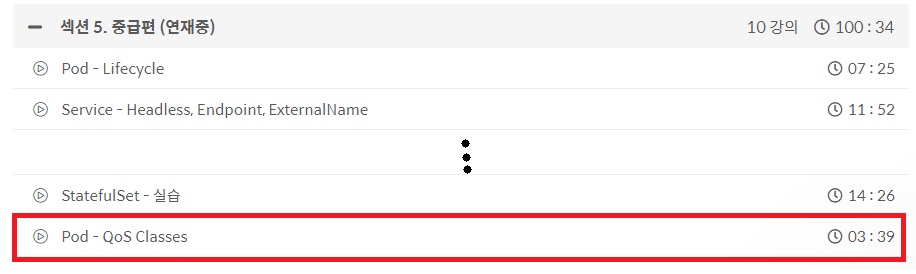 섹션 5. 중급편 (연재중) 10 강의 100 : 34
Pod - Lifecycle 07 : 25
Service - Headless, Endpoint, ExternalName 11 : 52
StatefulSet - 실습 14 : 26
Pod - QoS Classes 03 : 39